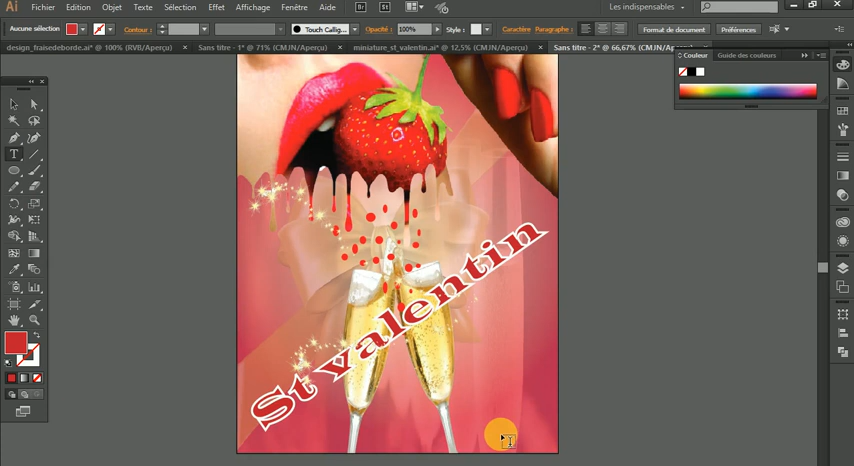 Ai Fichier Edition Objet Texte Sélection Effet Affichage Fenêtre Aide Br St Les indispensables
Aucune sélection Contour : Touch Callig... Opacité : 100% Style : Caractère Paragraphe : Format de document Préférences
design_fraisedeborde.ai* @ 100% (RVB/Aperçu) Sans titre - 1* @ 71% (CMJN/Aperçu) miniature_st_valentin.ai* @ 12,5% (CMJN/Aperçu) Sans titre - 2* @ 66,67% (CMJN/Aperçu)
Couleur Guide des couleurs
St valentin